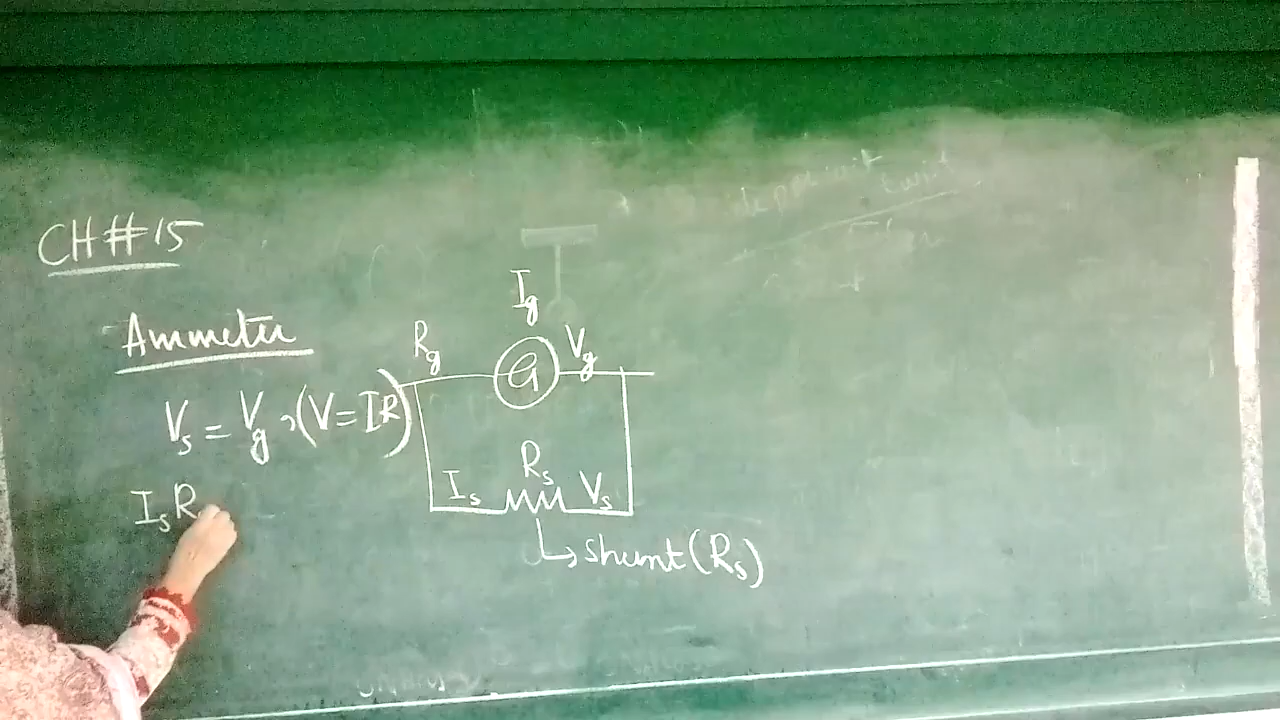 CH#15
Ammeter
Ig
Rg
G
Vg
Vs = Vg , (V=IR)
Rs
Is
Vs
IsR
shunt (Rs)